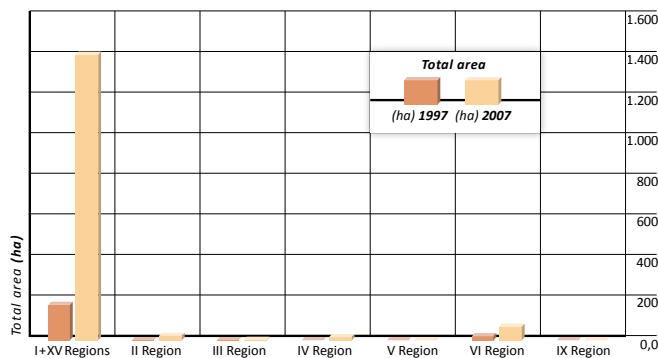 1.600
1.400
Total area
1.200
(ha) 1997 (ha) 2007
1.000
800
600
400
200
0,0
Total area (ha)
I+XV Regions II Region III Region IV Region V Region VI Region IX Region